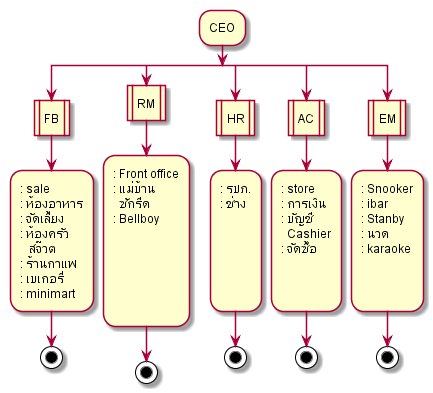 CEO
FB
: sale
: ห้องอาหาร
: จัดเลี้ยง
: ห้องครัว
สจ๊วต
: ร้านกาแฟ
: เบเกอรี่
: minimart
RM
: Front office
: แม่บ้าน
ซักรีด
: Bellboy
HR
: รปภ.
: ช่าง
AC
: store
: การเงิน
: บัญชี
Cashier
: จัดซื้อ
EM
: Snooker
: ibar
: Stanby
: นวด
: karaoke